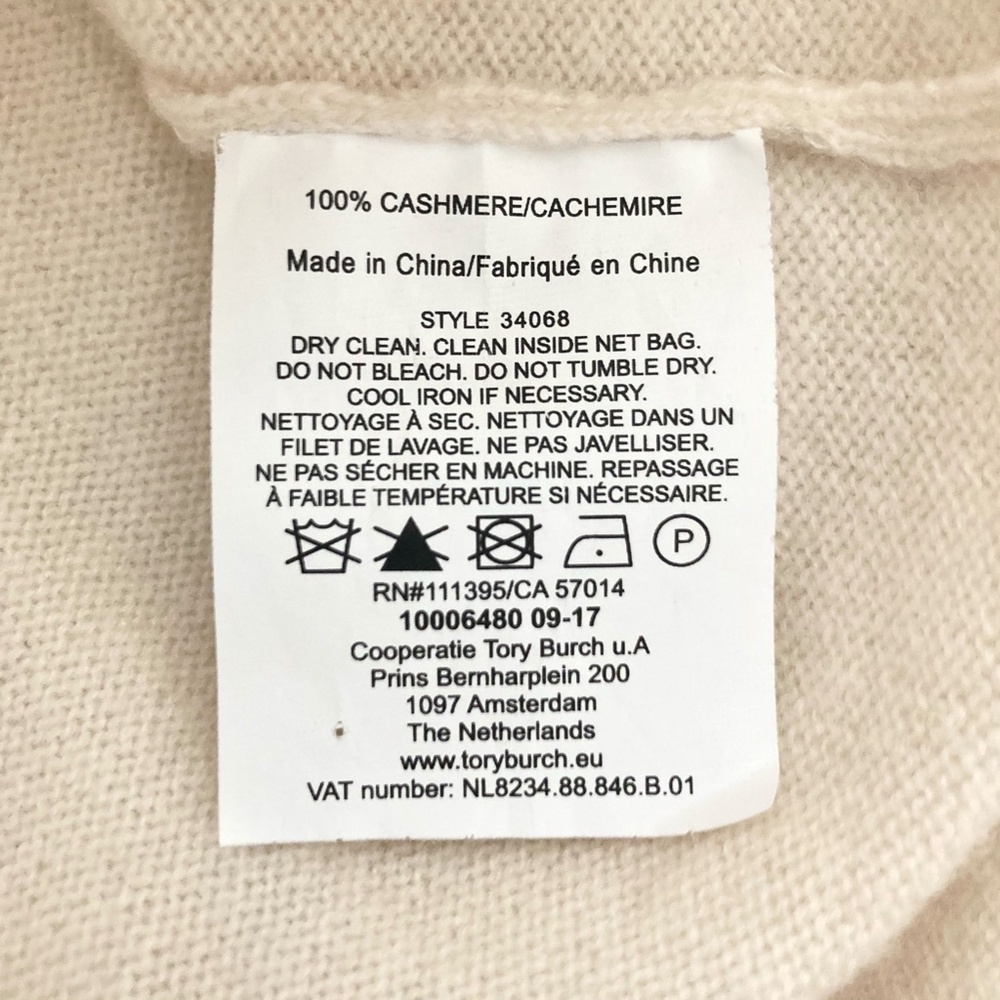 100% CASHMERE/CACHEMIRE
Made in China/Fabriqué en Chine
STYLE 34068
DRY CLEAN. CLEAN INSIDE NET BAG.
DO NOT BLEACH. DO NOT TUMBLE DRY.
COOL IRON IF NECESSARY.
NETTOYAGE À SEC. NETTOYAGE DANS UN
FILET DE LAVAGE. NE PAS JAVELLISER.
NE PAS SÉCHER EN MACHINE. REPASSAGE
À FAIBLE TEMPÉRATURE SI NÉCESSAIRE.
P
RN#111395/CA 57014
10006480 09-17
Cooperatie Tory Burch u.A
Prins Bernharplein 200
1097 Amsterdam
The Netherlands
www.toryburch.eu
VAT number: NL8234.88.846.B.01